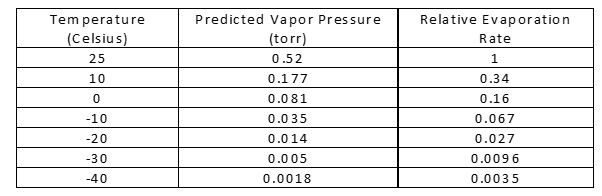 Temperature (Celsius) Predicted Vapor Pressure (torr) Relative Evaporation Rate
25 0.52 1
10 0.177 0.34
0 0.081 0.16
-10 0.035 0.067
-20 0.014 0.027
-30 0.005 0.0096
-40 0.0018 0.0035